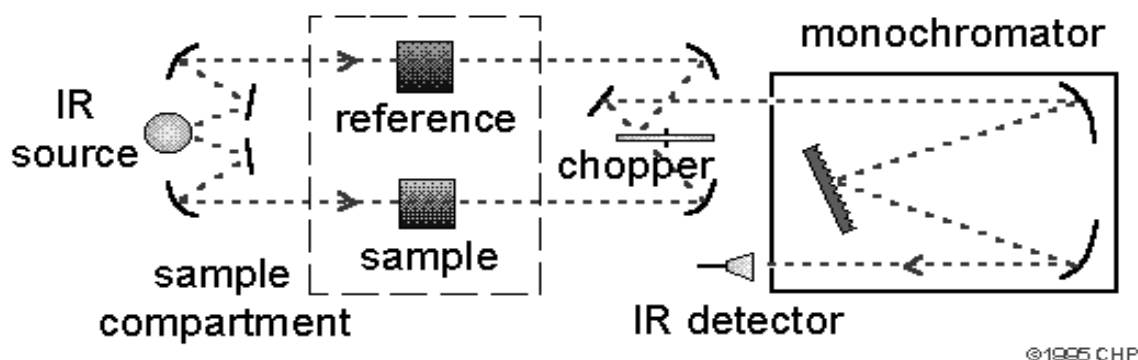 monochromator
IR
source
reference
chopper
sample
sample
compartment
IR detector
©1995 CHP